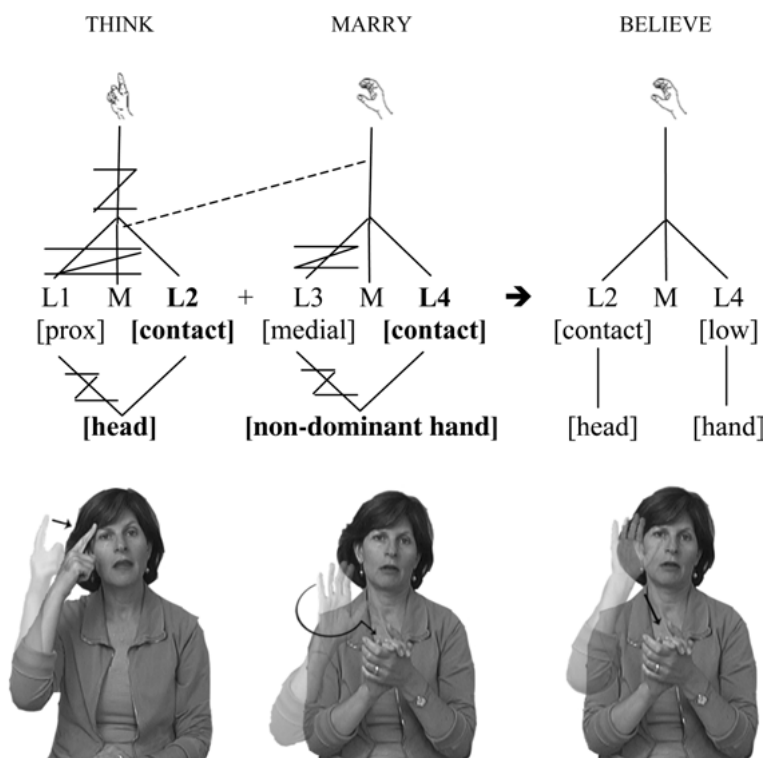 THINK MARRY BELIEVE
L1 M L2 + L3 M L4 ➔ L2 M L4
[prox] [contact] [medial] [contact] [contact] [low]
[head] [non-dominant hand] [head] [hand]